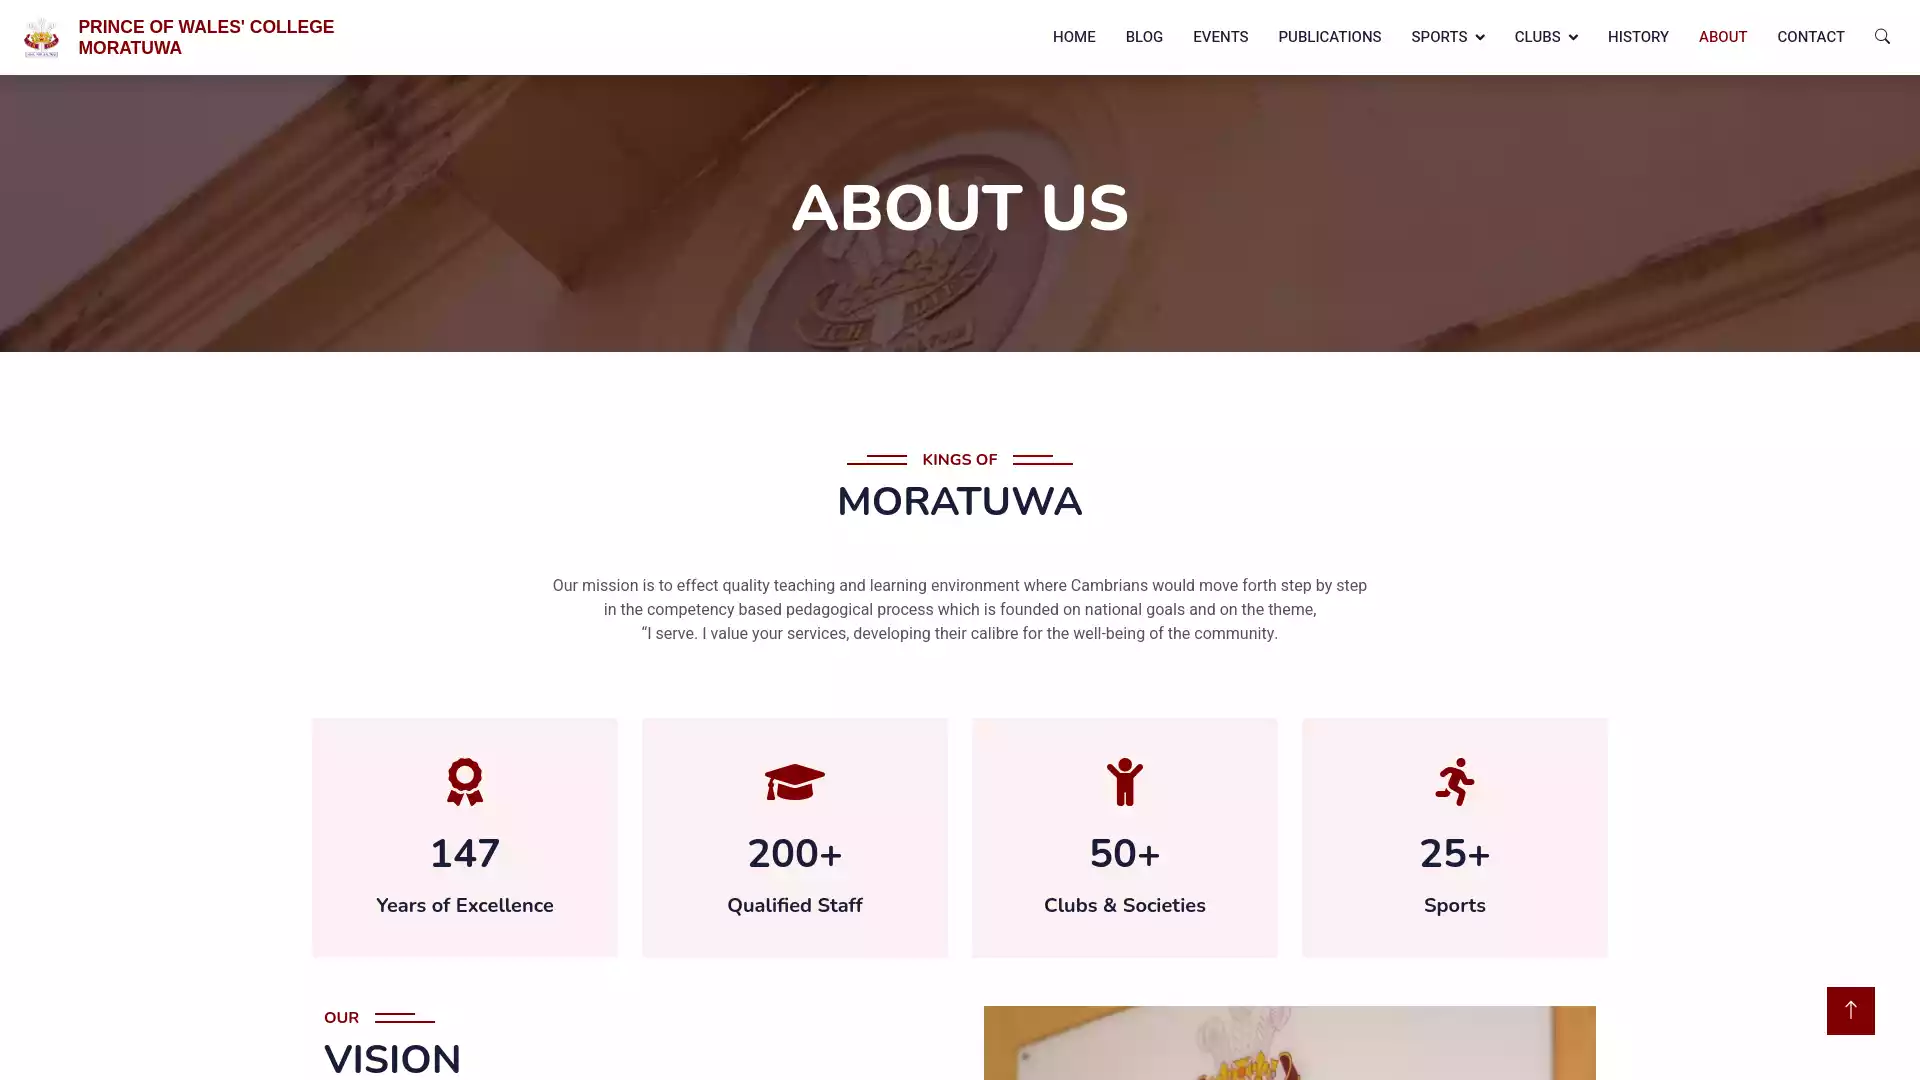 PRINCE OF WALES' COLLEGE
MORATUWA
HOME BLOG EVENTS PUBLICATIONS SPORTS CLUBS HISTORY ABOUT CONTACT
ABOUT US
ICH DIEN
KINGS OF
MORATUWA
Our mission is to effect quality teaching and learning environment where Cambrians would move forth step by step
in the competency based pedagogical process which is founded on national goals and on the theme,
“I serve. I value your services, developing their calibre for the well-being of the community.
147
Years of Excellence
200+
Qualified Staff
50+
Clubs & Societies
25+
Sports
OUR
VISION